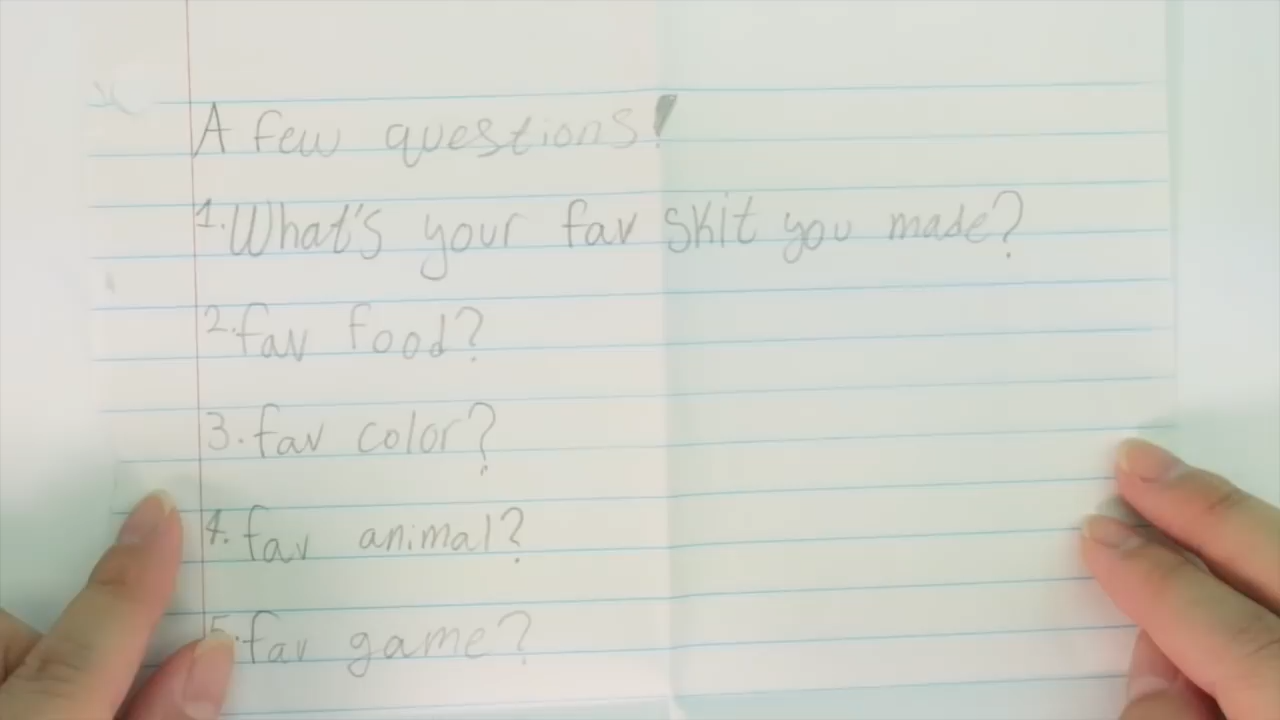 A few questions!
1. What's your fav skit you made?
2. fav food?
3. fav color?
4. fav animal?
5. fav game?